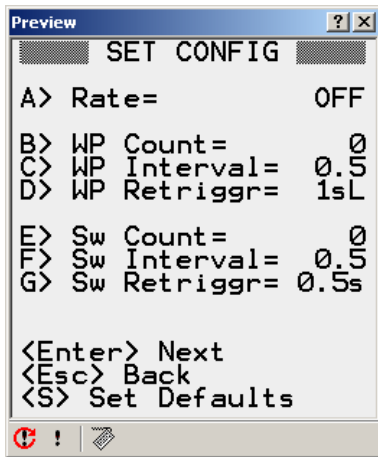 Preview
SET CONFIG
A> Rate= OFF
B> WP Count= 0
C> WP Interval= 0.5
D> WP Retriggr= 1sL
E> Sw Count= 0
F> Sw Interval= 0.5
G> Sw Retriggr= 0.5s
<Enter> Next
<Esc> Back
<S> Set Defaults